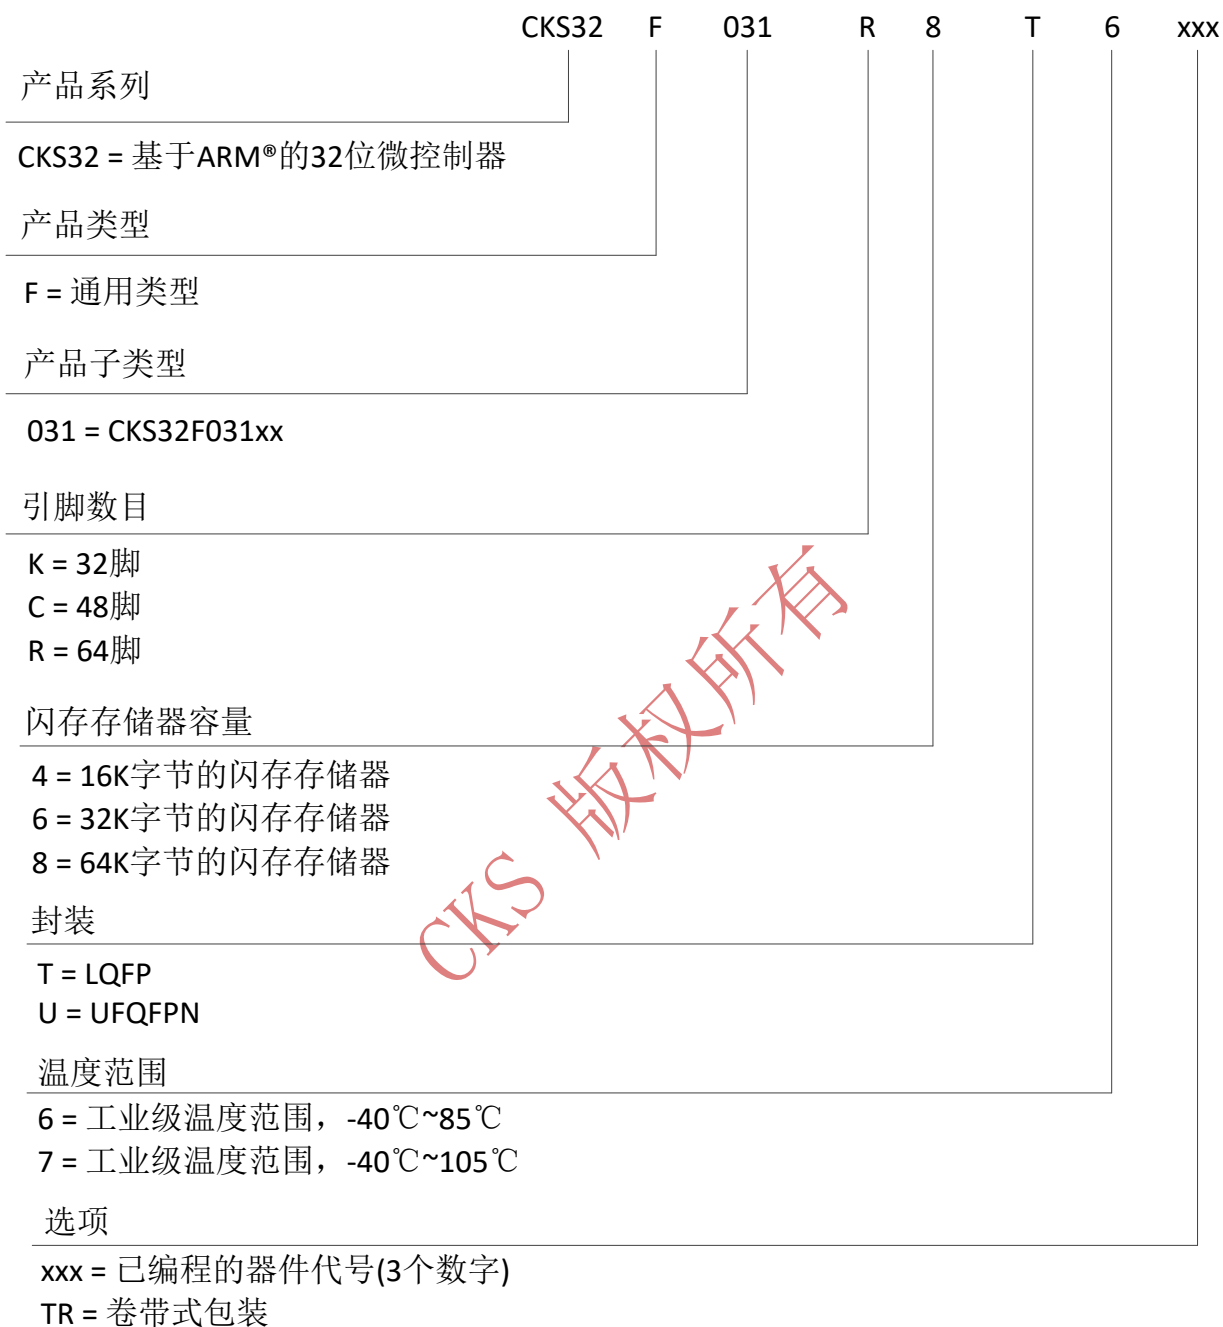 CKS32 F 031 R 8 T 6 xxx
产品系列
CKS32 = 基于ARM®的32位微控制器
产品类型
F = 通用类型
产品子类型
031 = CKS32F031xx
引脚数目
K = 32脚
C = 48脚
R = 64脚
闪存存储器容量
4 = 16K字节的闪存存储器
6 = 32K字节的闪存存储器
8 = 64K字节的闪存存储器
封装
T = LQFP
U = UFQFPN
温度范围
6 = 工业级温度范围，-40℃~85℃
7 = 工业级温度范围，-40℃~105℃
选项
xxx = 已编程的器件代号(3个数字)
TR = 卷带式包装
CKS 版权所有